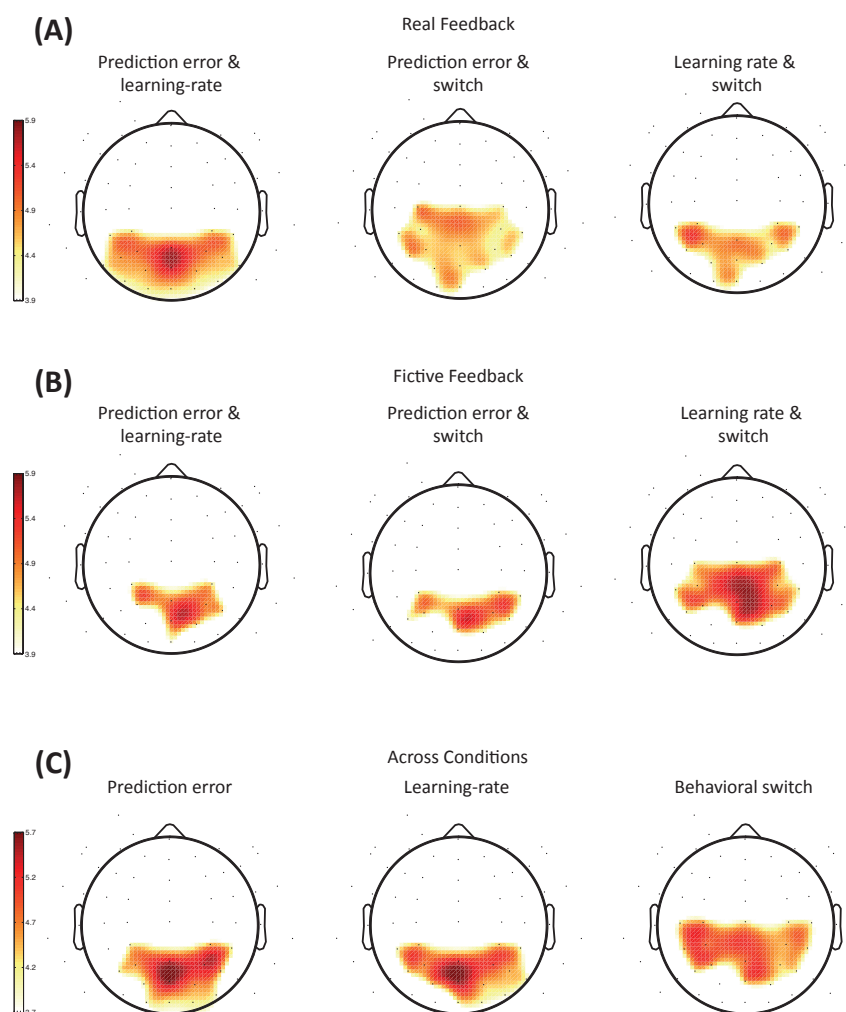 (A)
Real Feedback
Prediction error &
learning-rate
Prediction error &
switch
Learning rate &
switch
5.9
5.4
4.9
4.4
3.9
(B)
Fictive Feedback
Prediction error &
learning-rate
Prediction error &
switch
Learning rate &
switch
5.9
5.4
4.9
4.4
3.9
(C)
Across Conditions
Prediction error
Learning-rate
Behavioral switch
5.7
5.2
4.7
4.2